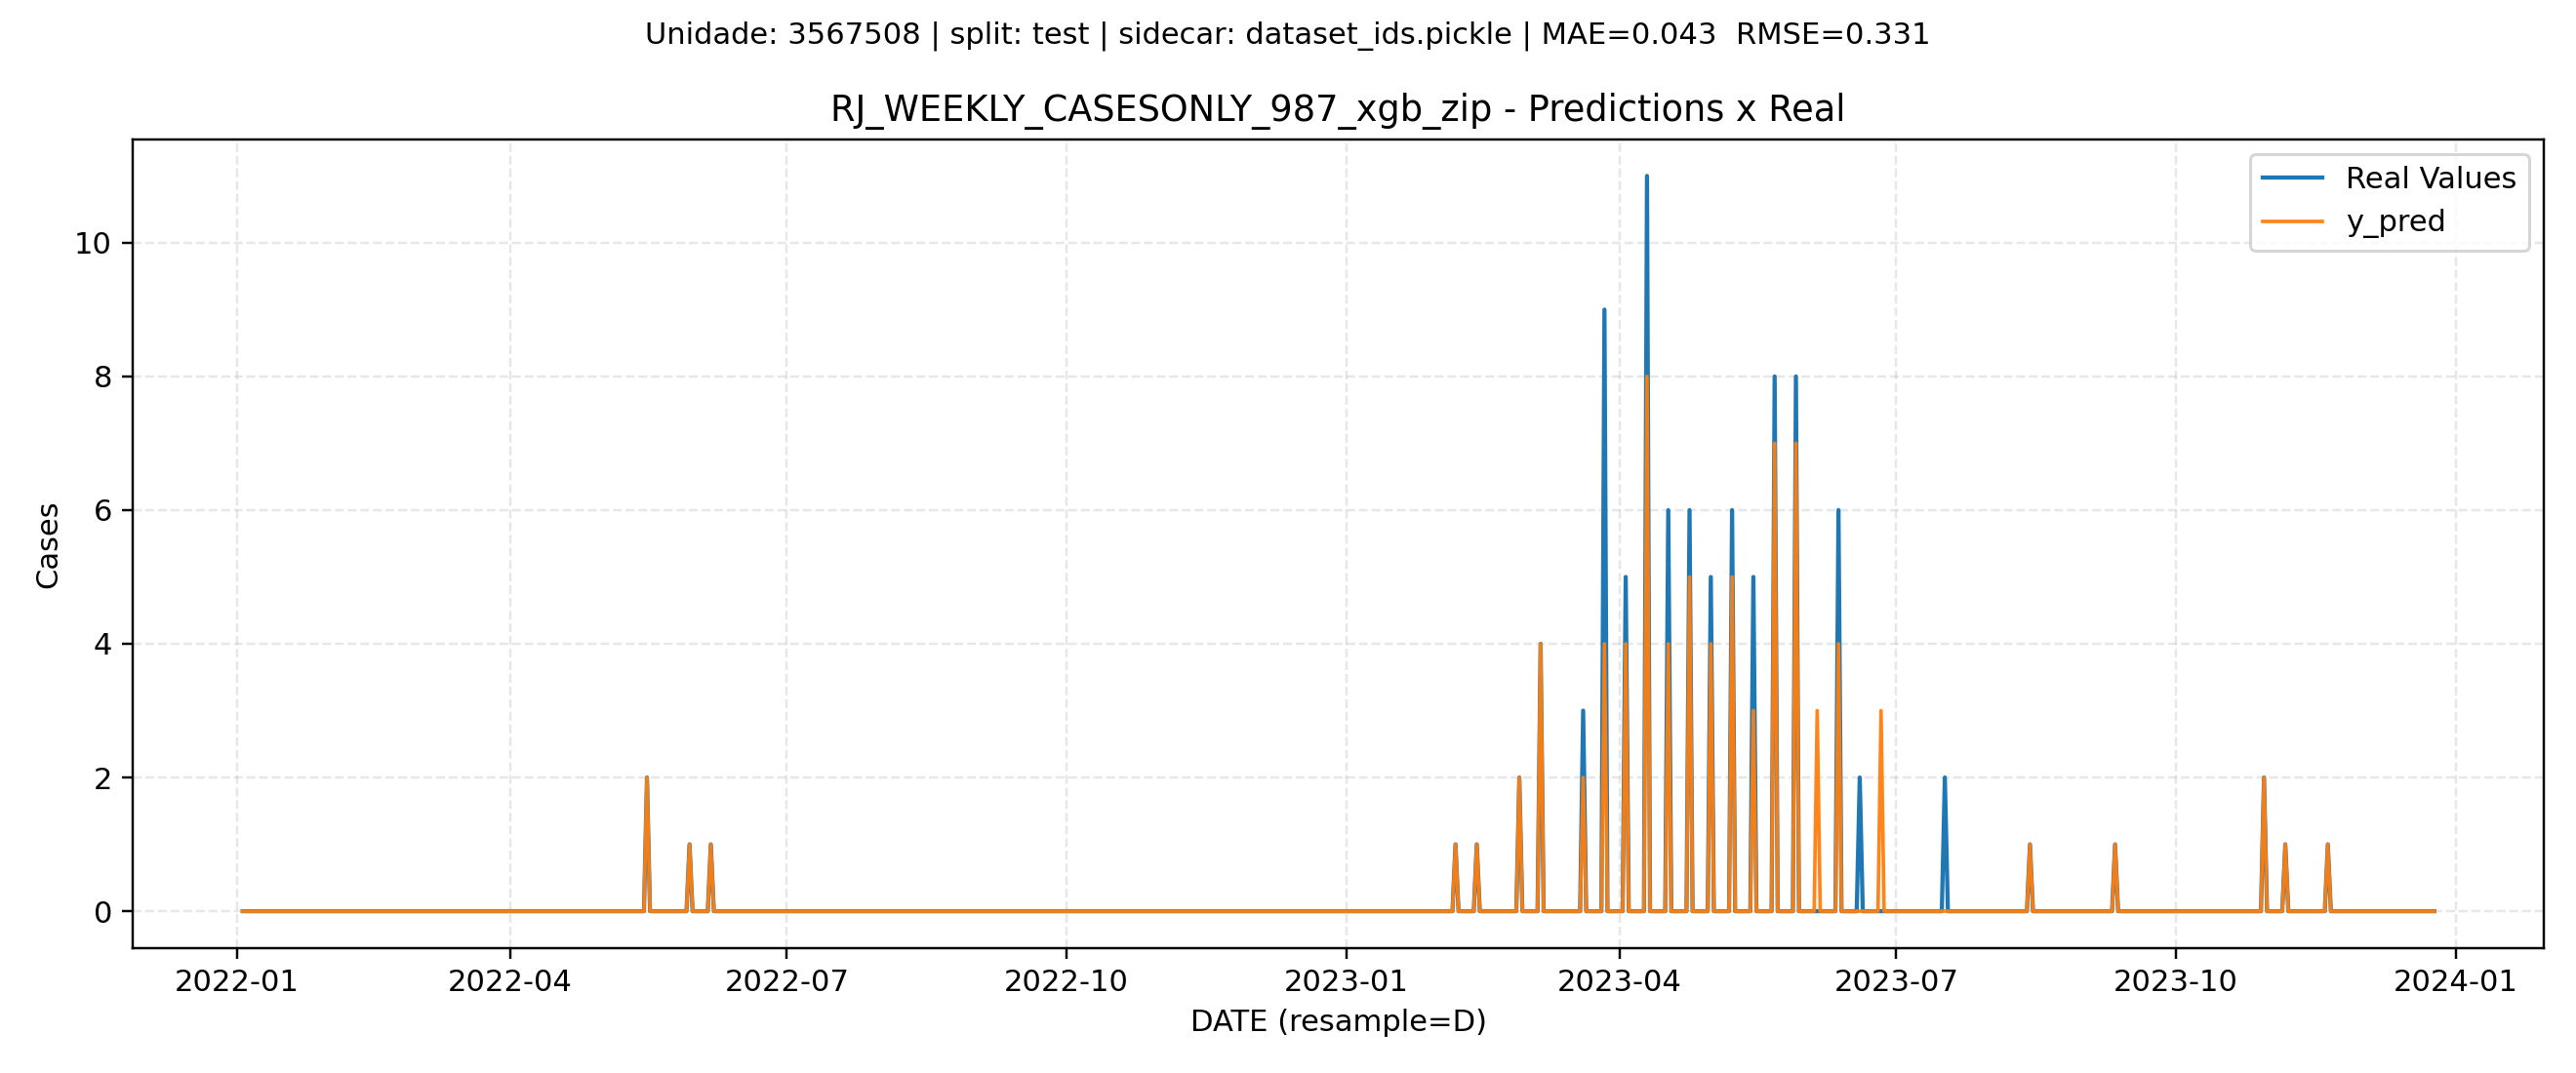 Unidade: 3567508 | split: test | sidecar: dataset_ids.pickle | MAE=0.043  RMSE=0.331
RJ_WEEKLY_CASESONLY_987_xgb_zip - Predictions x Real
Real Values
y_pred
10
8
6
4
2
0
Cases
2022-01
2022-04
2022-07
2022-10
2023-01
2023-04
2023-07
2023-10
2024-01
DATE (resample=D)